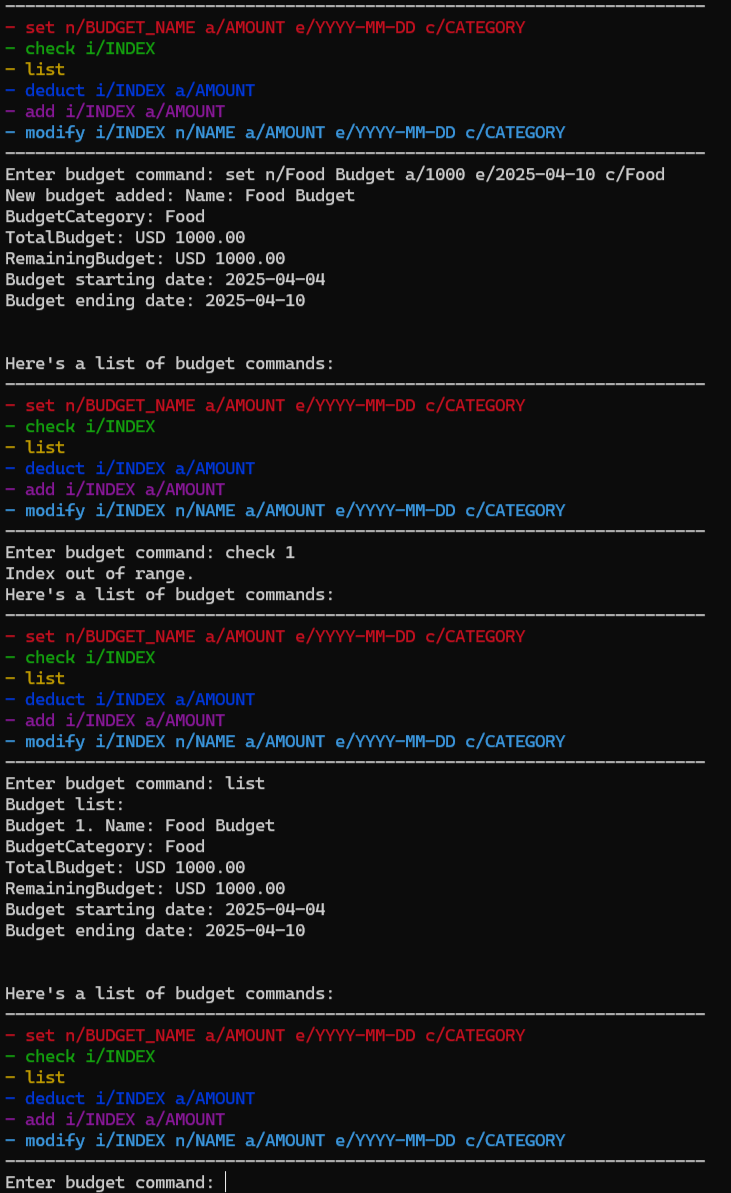 ----------------------------------------------------------------------
- set n/BUDGET_NAME a/AMOUNT e/YYYY-MM-DD c/CATEGORY
- check i/INDEX
- list
- deduct i/INDEX a/AMOUNT
- add i/INDEX a/AMOUNT
- modify i/INDEX n/NAME a/AMOUNT e/YYYY-MM-DD c/CATEGORY
----------------------------------------------------------------------
Enter budget command: set n/Food Budget a/1000 e/2025-04-10 c/Food
New budget added: Name: Food Budget
BudgetCategory: Food
TotalBudget: USD 1000.00
RemainingBudget: USD 1000.00
Budget starting date: 2025-04-04
Budget ending date: 2025-04-10
Here's a list of budget commands:
----------------------------------------------------------------------
- set n/BUDGET_NAME a/AMOUNT e/YYYY-MM-DD c/CATEGORY
- check i/INDEX
- list
- deduct i/INDEX a/AMOUNT
- add i/INDEX a/AMOUNT
- modify i/INDEX n/NAME a/AMOUNT e/YYYY-MM-DD c/CATEGORY
----------------------------------------------------------------------
Enter budget command: check 1
Index out of range.
Here's a list of budget commands:
----------------------------------------------------------------------
- set n/BUDGET_NAME a/AMOUNT e/YYYY-MM-DD c/CATEGORY
- check i/INDEX
- list
- deduct i/INDEX a/AMOUNT
- add i/INDEX a/AMOUNT
- modify i/INDEX n/NAME a/AMOUNT e/YYYY-MM-DD c/CATEGORY
----------------------------------------------------------------------
Enter budget command: list
Budget list:
Budget 1. Name: Food Budget
BudgetCategory: Food
TotalBudget: USD 1000.00
RemainingBudget: USD 1000.00
Budget starting date: 2025-04-04
Budget ending date: 2025-04-10
Here's a list of budget commands:
----------------------------------------------------------------------
- set n/BUDGET_NAME a/AMOUNT e/YYYY-MM-DD c/CATEGORY
- check i/INDEX
- list
- deduct i/INDEX a/AMOUNT
- add i/INDEX a/AMOUNT
- modify i/INDEX n/NAME a/AMOUNT e/YYYY-MM-DD c/CATEGORY
----------------------------------------------------------------------
Enter budget command: